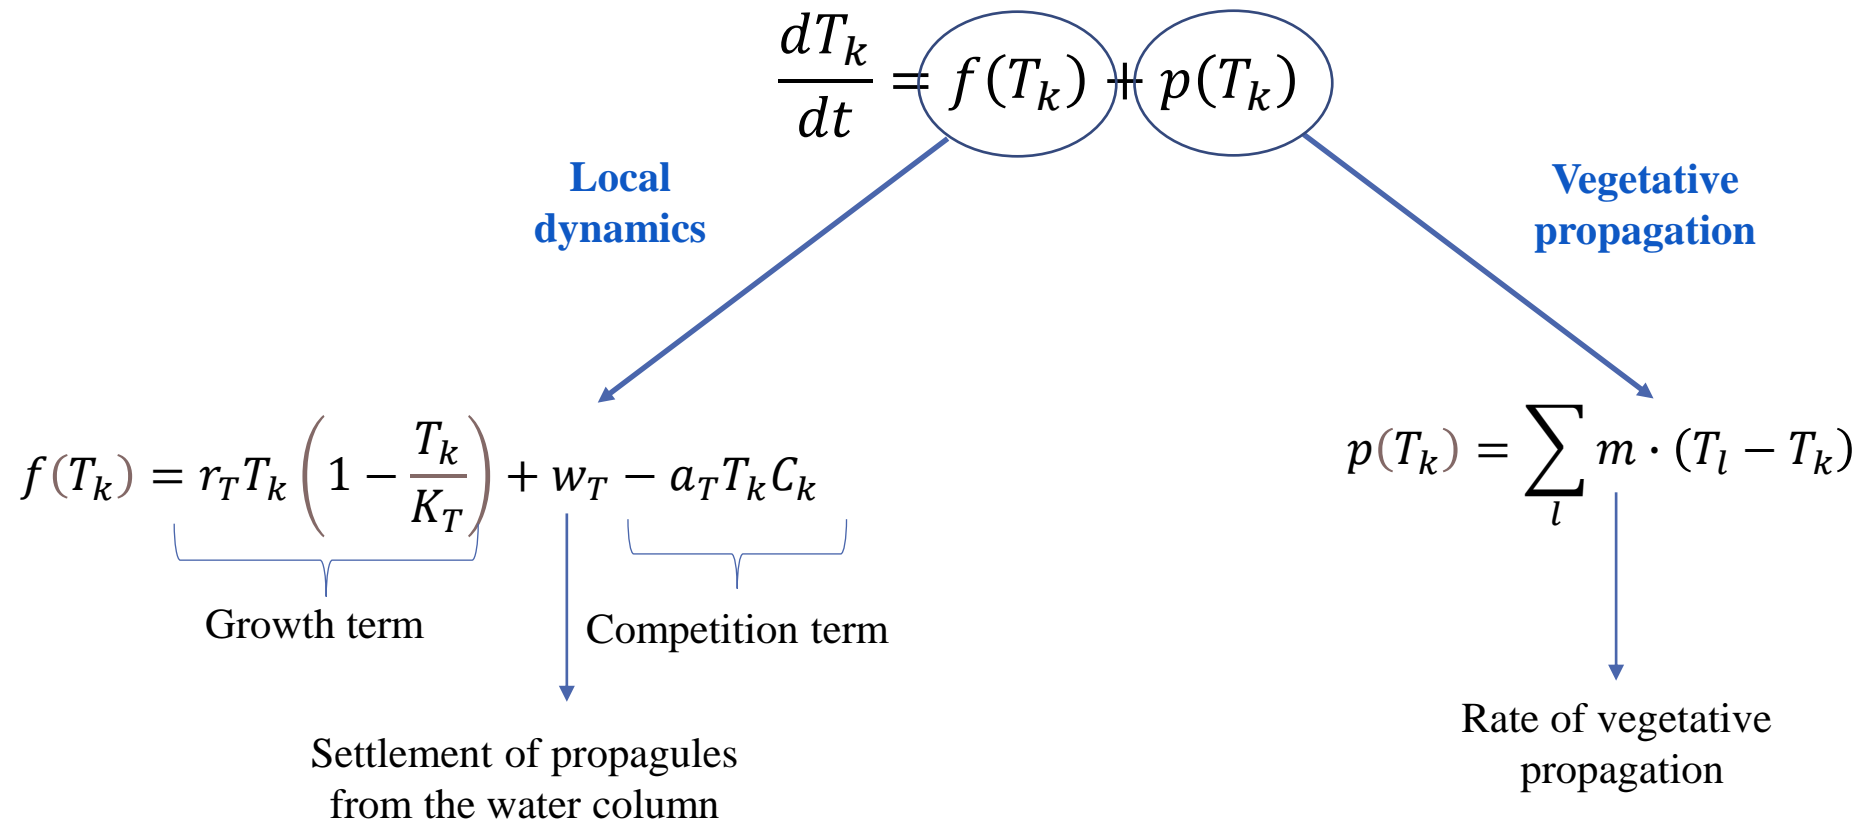 dT_k/dt = f(T_k) + p(T_k)
Local
dynamics
Vegetative
propagation
f(T_k) = r_T T_k (1 − T_k/K_T) + w_T − a_T T_k C_k
p(T_k) = ∑_l m · (T_l − T_k)
Growth term
Competition term
Settlement of propagules
from the water column
Rate of vegetative
propagation